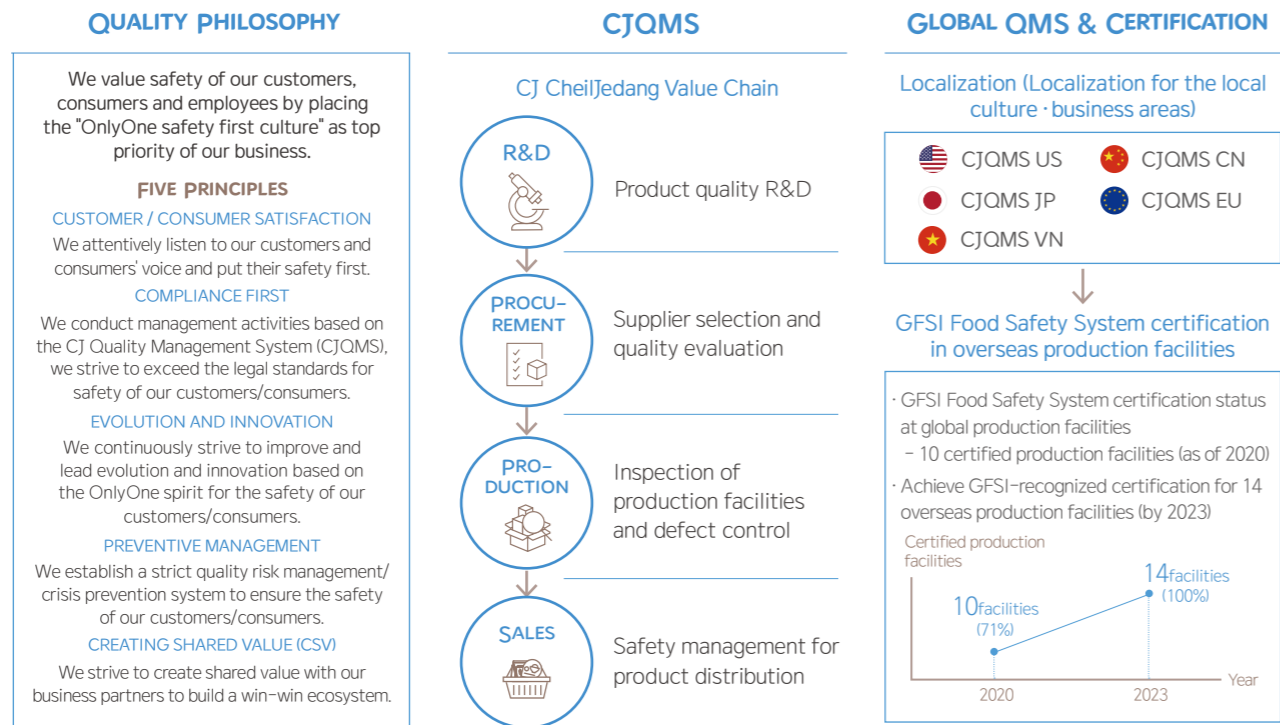 QUALITY PHILOSOPHY
We value safety of our customers,
consumers and employees by placing
the "OnlyOne safety first culture" as top
priority of our business.
FIVE PRINCIPLES
CUSTOMER / CONSUMER SATISFACTION
We attentively listen to our customers and
consumers' voice and put their safety first.
COMPLIANCE FIRST
We conduct management activities based on
the CJ Quality Management System (CJQMS),
we strive to exceed the legal standards for
safety of our customers/consumers.
EVOLUTION AND INNOVATION
We continuously strive to improve and
lead evolution and innovation based on
the OnlyOne spirit for the safety of our
customers/consumers.
PREVENTIVE MANAGEMENT
We establish a strict quality risk management/
crisis prevention system to ensure the safety
of our customers/consumers.
CREATING SHARED VALUE (CSV)
We strive to create shared value with our
business partners to build a win-win ecosystem.
CJQMS
CJ CheilJedang Value Chain
R&D
Product quality R&D
PROCU-
REMENT
Supplier selection and
quality evaluation
PRO-
DUCTION
Inspection of
production facilities
and defect control
SALES
Safety management for
product distribution
GLOBAL QMS & CERTIFICATION
Localization (Localization for the local
culture · business areas)
CJQMS US
CJQMS CN
CJQMS JP
CJQMS EU
CJQMS VN
GFSI Food Safety System certification
in overseas production facilities
· GFSI Food Safety System certification status
at global production facilities
- 10 certified production facilities (as of 2020)
· Achieve GFSI-recognized certification for 14
overseas production facilities (by 2023)
Certified production
facilities
14facilities
(100%)
10facilities
(71%)
Year
2020
2023